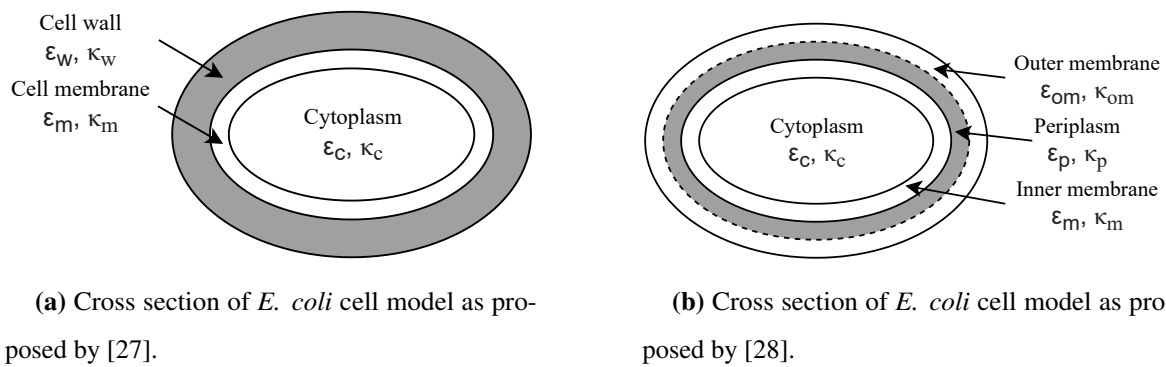 Cell wall
εw, κw
Cell membrane
εm, κm
Cytoplasm
εc, κc
(a) Cross section of E. coli cell model as pro-
posed by [27].
Outer membrane
εom, κom
Periplasm
εp, κp
Inner membrane
εm, κm
Cytoplasm
εc, κc
(b) Cross section of E. coli cell model as pro
posed by [28].